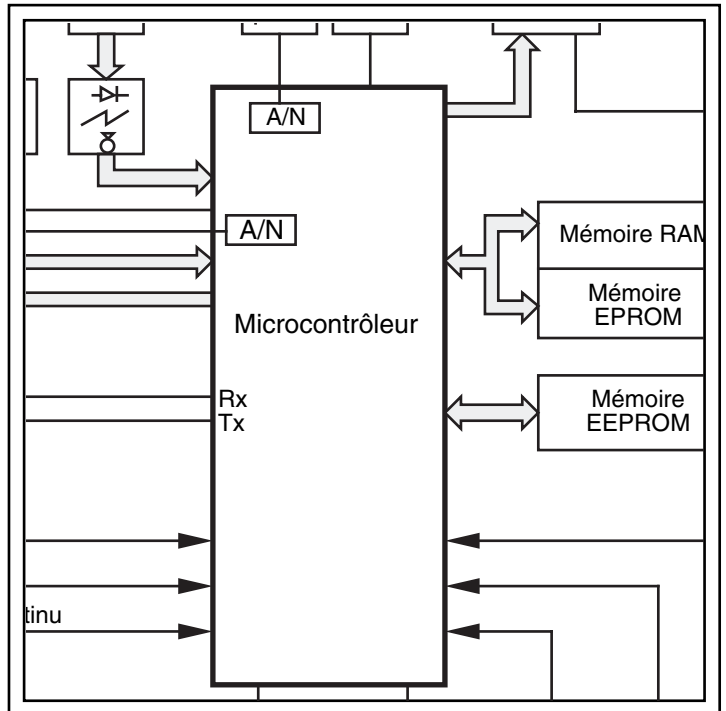 A/N
A/N
Mémoire RAM
Mémoire
EPROM
Microcontrôleur
Rx
Tx
Mémoire
EEPROM
tinu